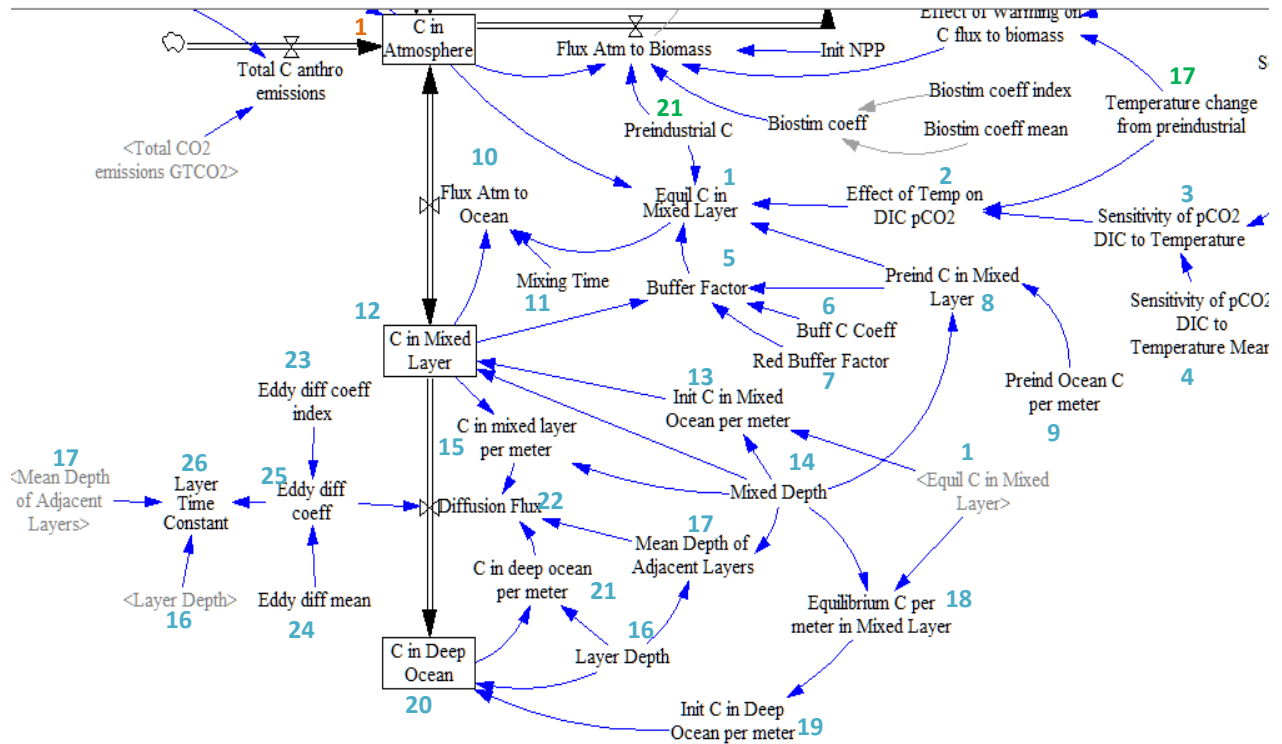 1
C in
Atmosphere
Total C anthro
emissions
<Total CO2
emissions GTCO2>
Flux Atm to Biomass
Init NPP
Effect of Warming on
C flux to biomass
17
Temperature change
from preindustrial
21
Preindustrial C
Biostim coeff
Biostim coeff index
Biostim coeff mean
10
Flux Atm to
Ocean
1
Equil C in
Mixed Layer
2
Effect of Temp on
DIC pCO2
3
Sensitivity of pCO2
DIC to Temperature
Mixing Time
11
5
Buffer Factor
Preind C in Mixed
Layer
8
6
Buff C Coeff
Red Buffer Factor
7
Sensitivity of pCO2
DIC to
Temperature Mean
4
12
C in Mixed
Layer
13
Init C in Mixed
Ocean per meter
Preind Ocean C
per meter
9
23
Eddy diff coeff
index
C in mixed layer
per meter
15
14
Mixed Depth
1
<Equil C in Mixed
Layer>
17
<Mean Depth
of Adjacent
Layers>
26
Layer
Time
Constant
25
Eddy diff
coeff
Diffusion Flux
22
17
Mean Depth of
Adjacent Layers
<Layer Depth>
16
Eddy diff mean
24
C in deep ocean
per meter
21
Equilibrium C per
meter in Mixed Layer
18
16
Layer Depth
C in Deep
Ocean
20
Init C in Deep
Ocean per meter
19